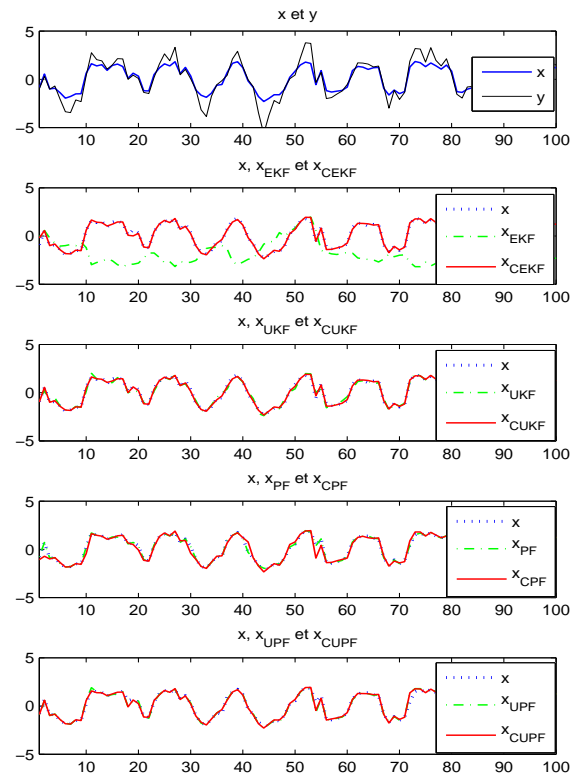 x et y
5
0
−5
x
y
10 20 30 40 50 60 70 80 90 100
x, x_EKF et x_CEKF
5
0
−5
x
x_EKF
x_CEKF
10 20 30 40 50 60 70 80 90 100
x, x_UKF et x_CUKF
5
0
−5
x
x_UKF
x_CUKF
10 20 30 40 50 60 70 80 90 100
x, x_PF et x_CPF
5
0
−5
x
x_PF
x_CPF
10 20 30 40 50 60 70 80 90 100
x, x_UPF et x_CUPF
5
0
−5
x
x_UPF
x_CUPF
10 20 30 40 50 60 70 80 90 100